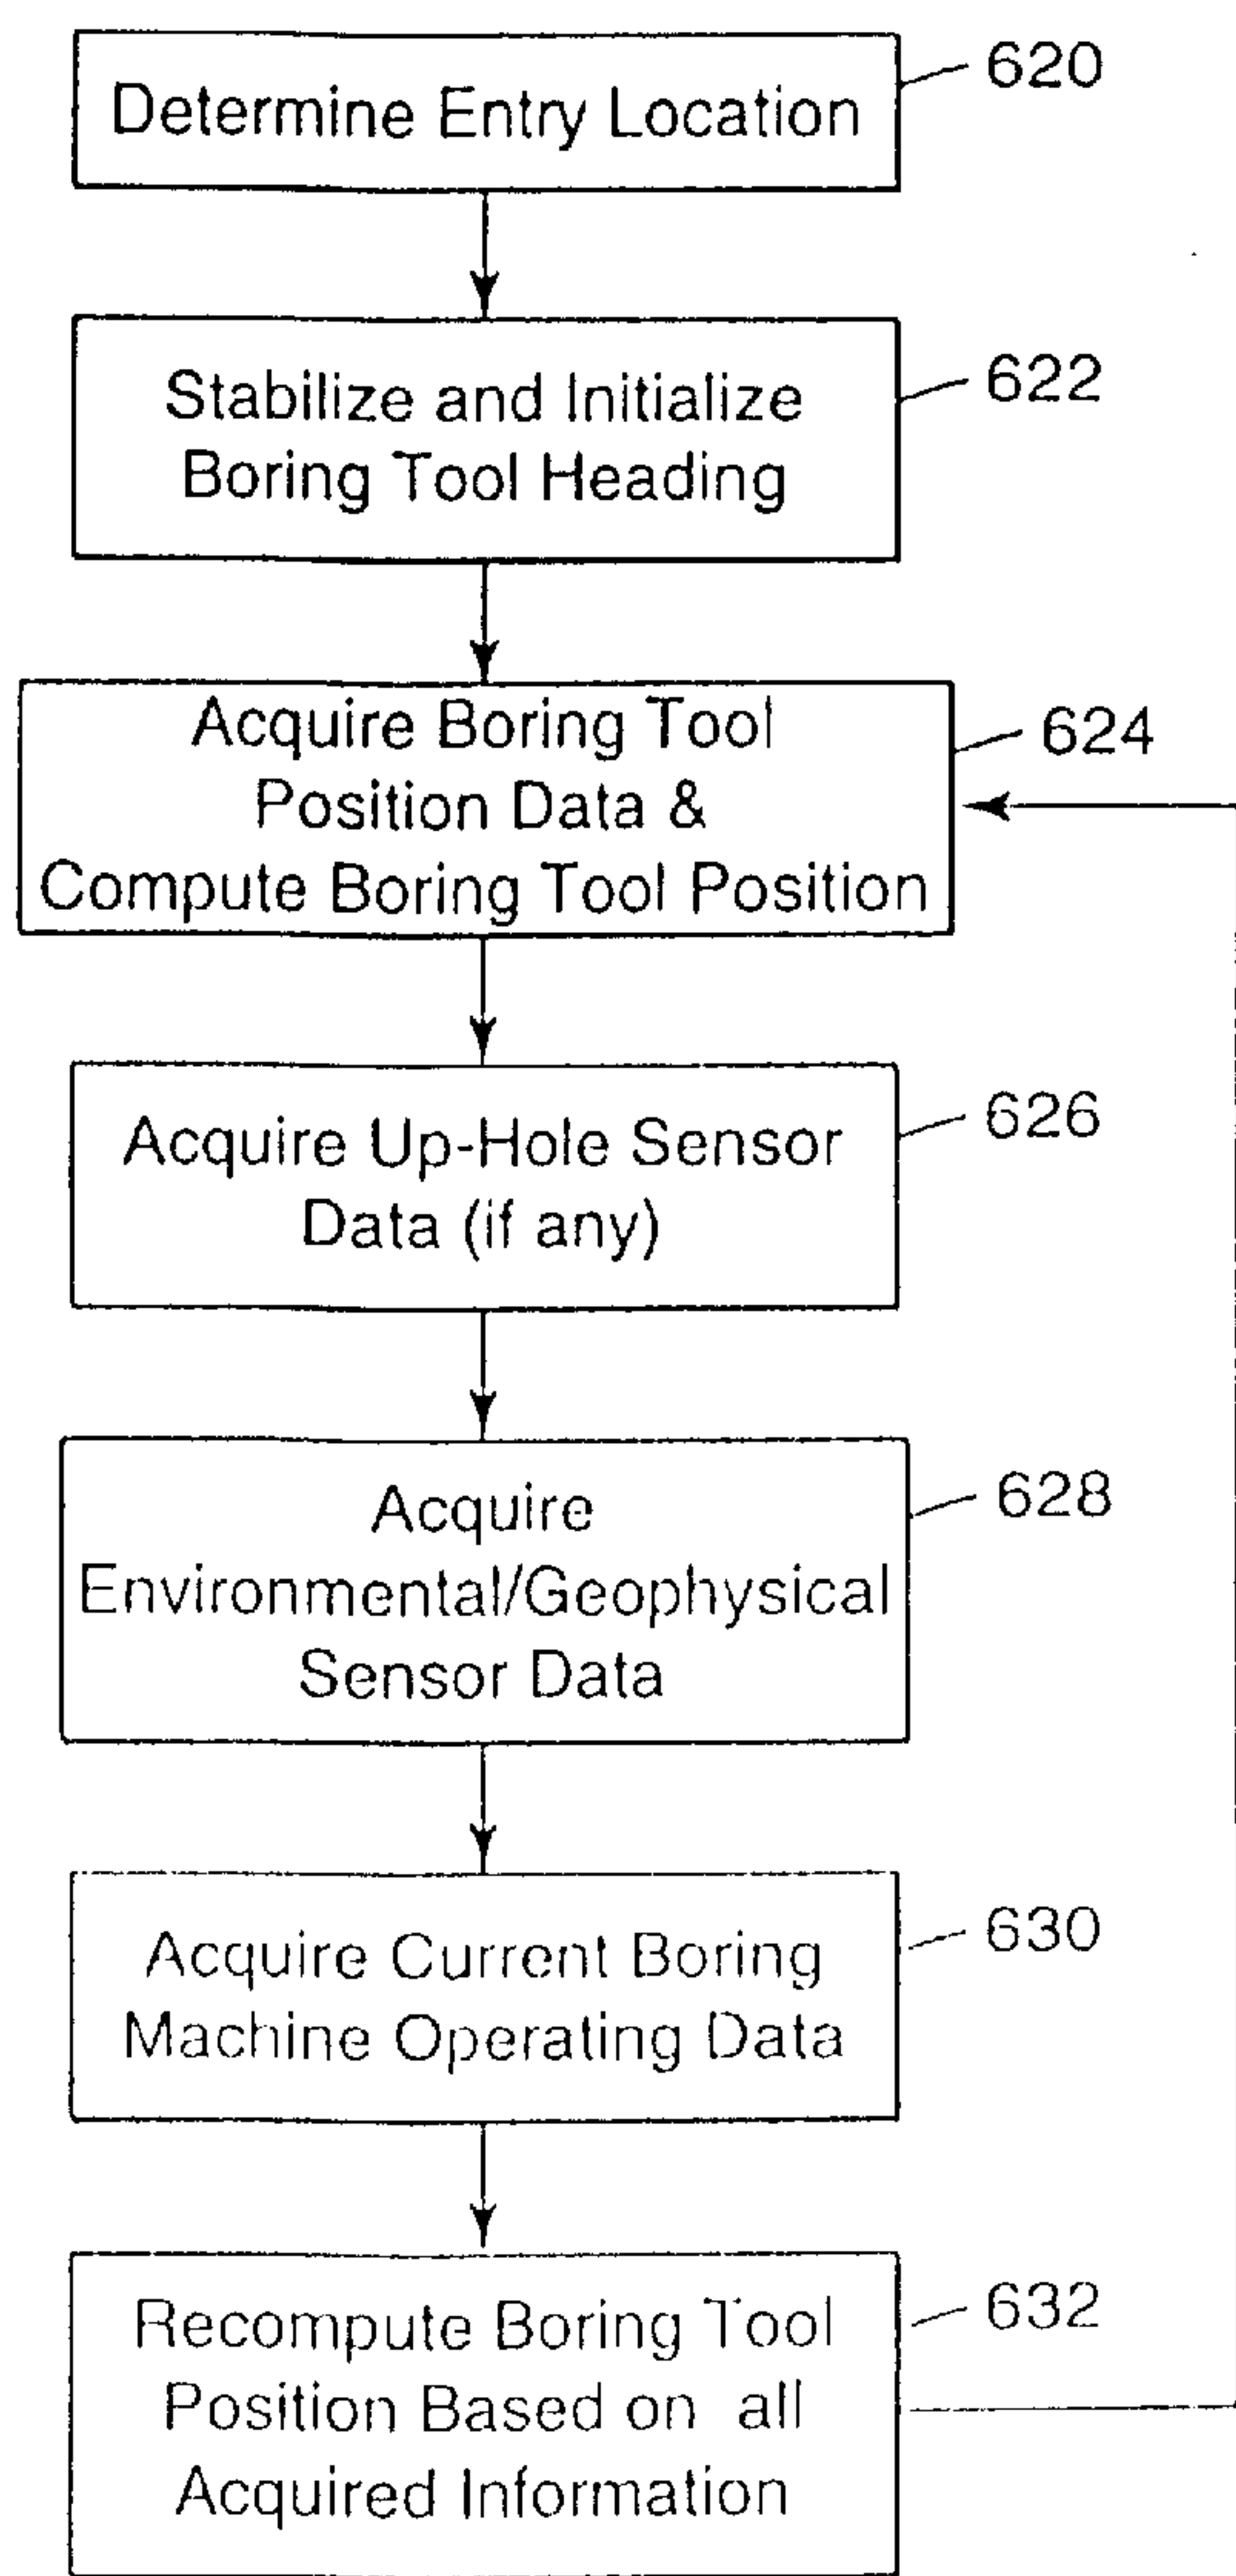 Determine Entry Location
620
Stabilize and Initialize
Boring Tool Heading
622
Acquire Boring Tool
Position Data &
Compute Boring Tool Position
624
Acquire Up-Hole Sensor
Data (if any)
626
Acquire
Environmental/Geophysical
Sensor Data
628
Acquire Current Boring
Machine Operating Data
630
Recompute Boring Tool
Position Based on all
Acquired Information
632